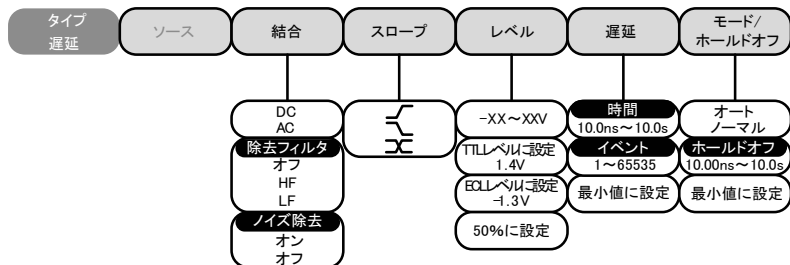 タイプ
遅延
ソース
結合
スロープ
レベル
遅延
モード/
ホールドオフ
DC
AC
除去フィルタ
オフ
HF
LF
ノイズ除去
オン
オフ
-XX～XXV
TTLレベルに設定
1.4V
ECLレベルに設定
-1.3V
50%に設定
時間
10.0ns～10.0s
イベント
1～65535
最小値に設定
オート
ノーマル
ホールドオフ
10.00ns～10.0s
最小値に設定